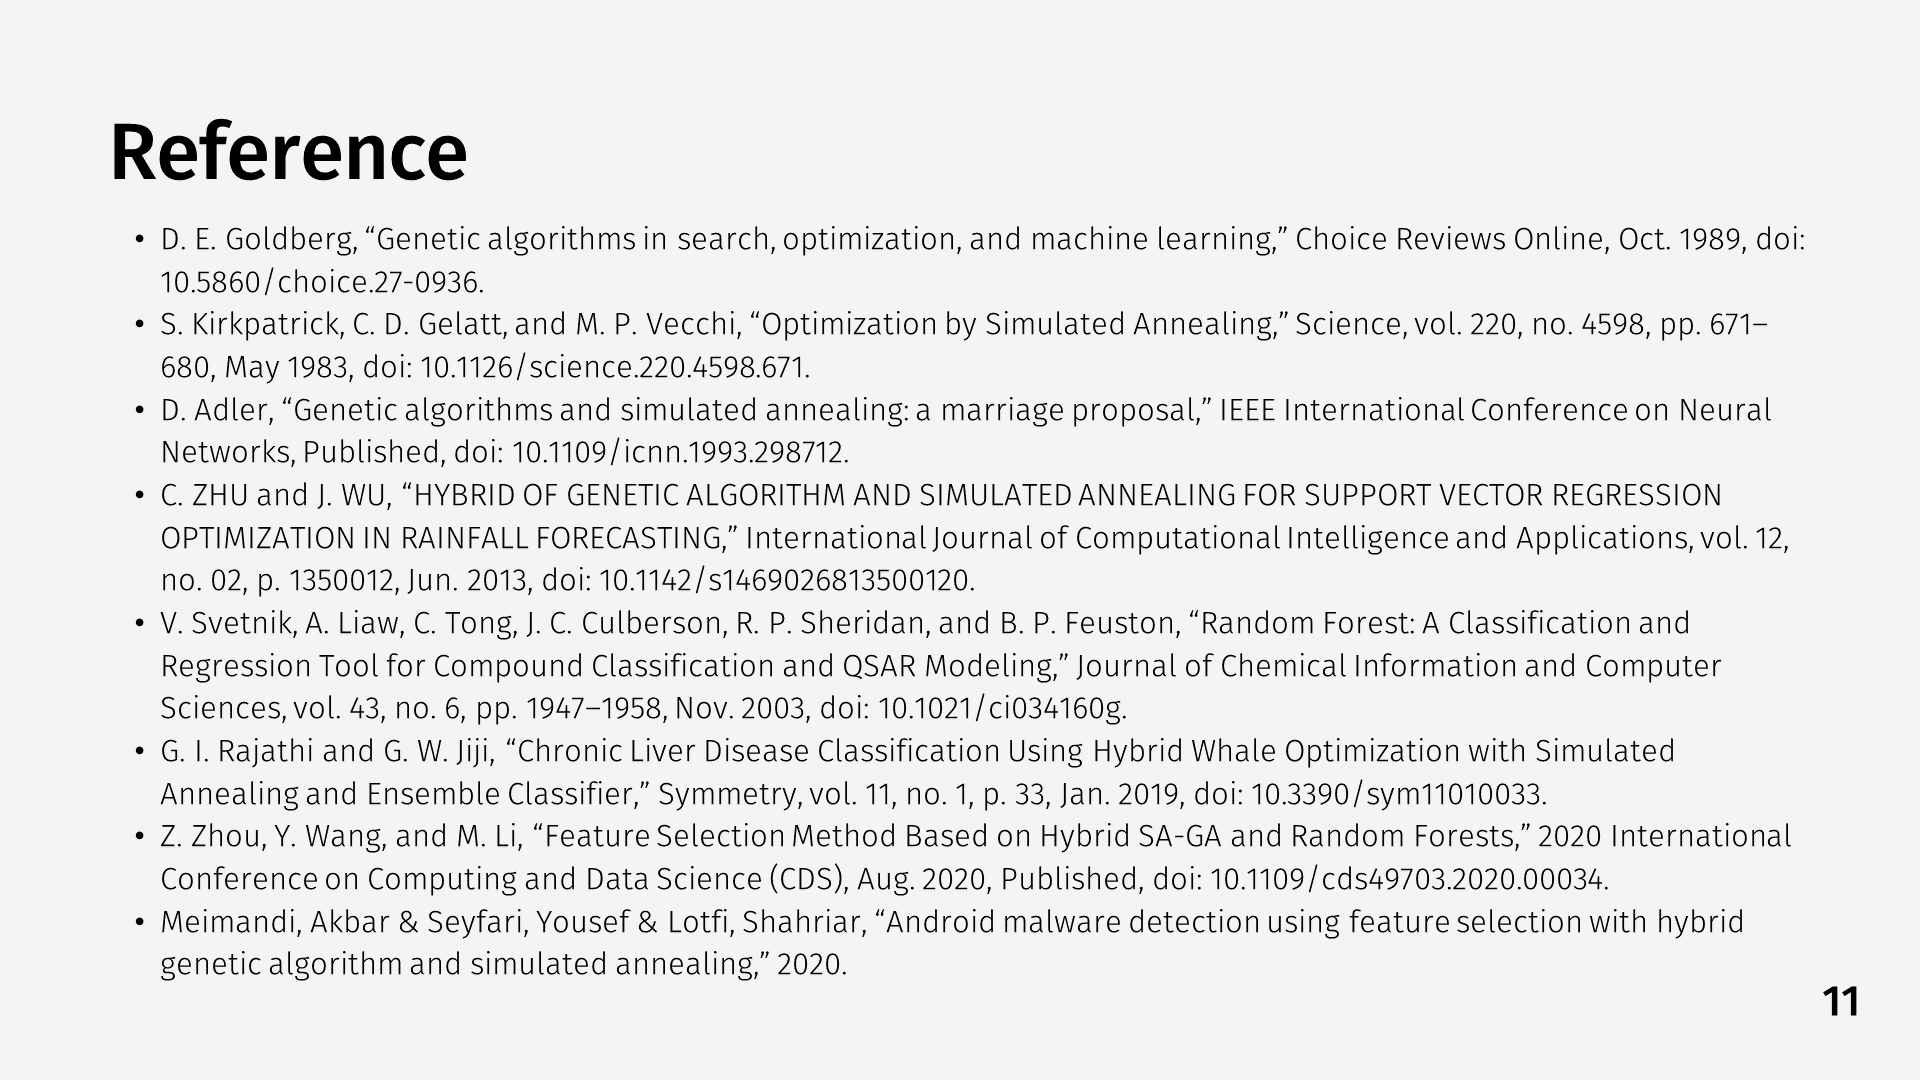 Reference
• D. E. Goldberg, “Genetic algorithms in search, optimization, and machine learning,” Choice Reviews Online, Oct. 1989, doi:
10.5860/choice.27-0936.
• S. Kirkpatrick, C. D. Gelatt, and M. P. Vecchi, “Optimization by Simulated Annealing,” Science, vol. 220, no. 4598, pp. 671–
680, May 1983, doi: 10.1126/science.220.4598.671.
• D. Adler, “Genetic algorithms and simulated annealing: a marriage proposal,” IEEE International Conference on Neural
Networks, Published, doi: 10.1109/icnn.1993.298712.
• C. ZHU and J. WU, “HYBRID OF GENETIC ALGORITHM AND SIMULATED ANNEALING FOR SUPPORT VECTOR REGRESSION
OPTIMIZATION IN RAINFALL FORECASTING,” International Journal of Computational Intelligence and Applications, vol. 12,
no. 02, p. 1350012, Jun. 2013, doi: 10.1142/s1469026813500120.
• V. Svetnik, A. Liaw, C. Tong, J. C. Culberson, R. P. Sheridan, and B. P. Feuston, “Random Forest: A Classification and
Regression Tool for Compound Classification and QSAR Modeling,” Journal of Chemical Information and Computer
Sciences, vol. 43, no. 6, pp. 1947–1958, Nov. 2003, doi: 10.1021/ci034160g.
• G. I. Rajathi and G. W. Jiji, “Chronic Liver Disease Classification Using Hybrid Whale Optimization with Simulated
Annealing and Ensemble Classifier,” Symmetry, vol. 11, no. 1, p. 33, Jan. 2019, doi: 10.3390/sym11010033.
• Z. Zhou, Y. Wang, and M. Li, “Feature Selection Method Based on Hybrid SA-GA and Random Forests,” 2020 International
Conference on Computing and Data Science (CDS), Aug. 2020, Published, doi: 10.1109/cds49703.2020.00034.
• Meimandi, Akbar & Seyfari, Yousef & Lotfi, Shahriar, “Android malware detection using feature selection with hybrid
genetic algorithm and simulated annealing,” 2020.
11